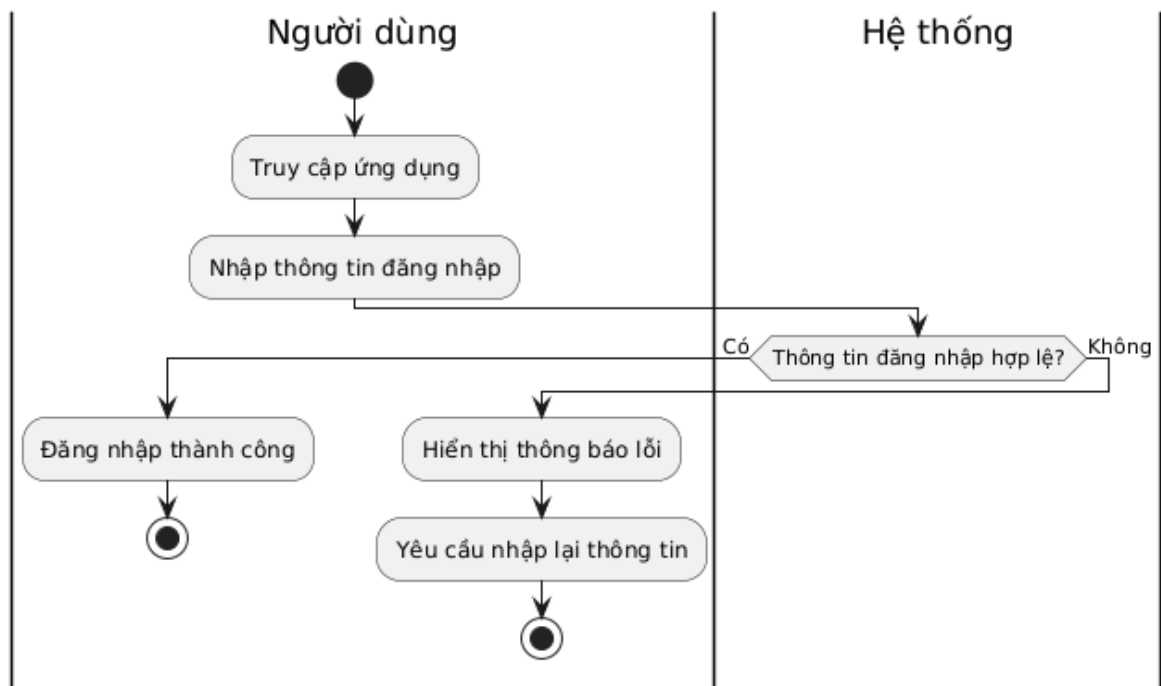 Người dùng
Hệ thống
Truy cập ứng dụng
Nhập thông tin đăng nhập
Có
Thông tin đăng nhập hợp lệ?
Không
Đăng nhập thành công
Hiển thị thông báo lỗi
Yêu cầu nhập lại thông tin